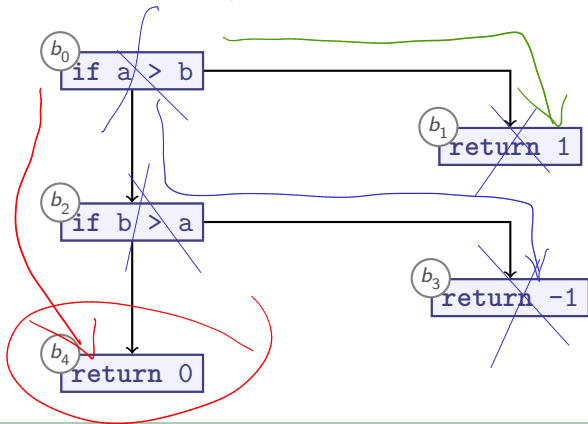 b0
if a > b
b1
return 1
b2
if b > a
b3
return -1
b4
return 0